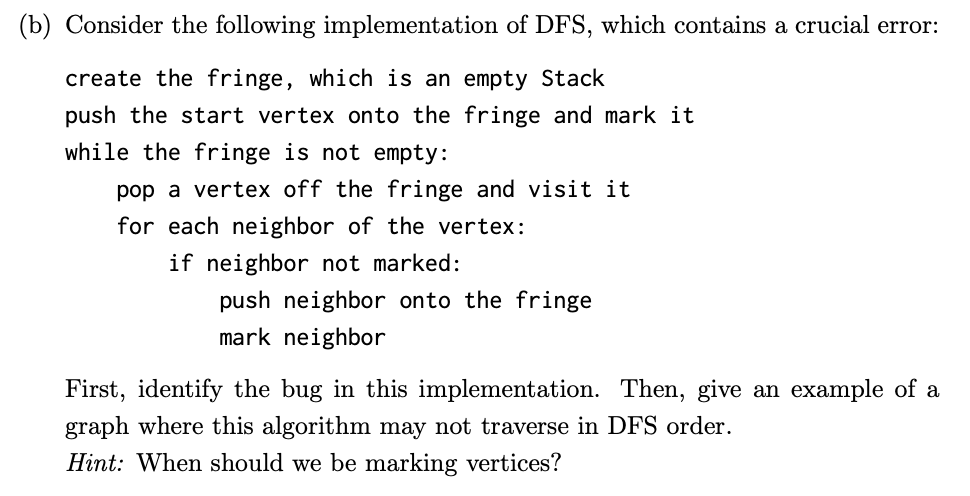 (b) Consider the following implementation of DFS, which contains a crucial error:
create the fringe, which is an empty Stack
push the start vertex onto the fringe and mark it
while the fringe is not empty:
    pop a vertex off the fringe and visit it
    for each neighbor of the vertex:
        if neighbor not marked:
            push neighbor onto the fringe
            mark neighbor
First, identify the bug in this implementation. Then, give an example of a
graph where this algorithm may not traverse in DFS order.
Hint: When should we be marking vertices?